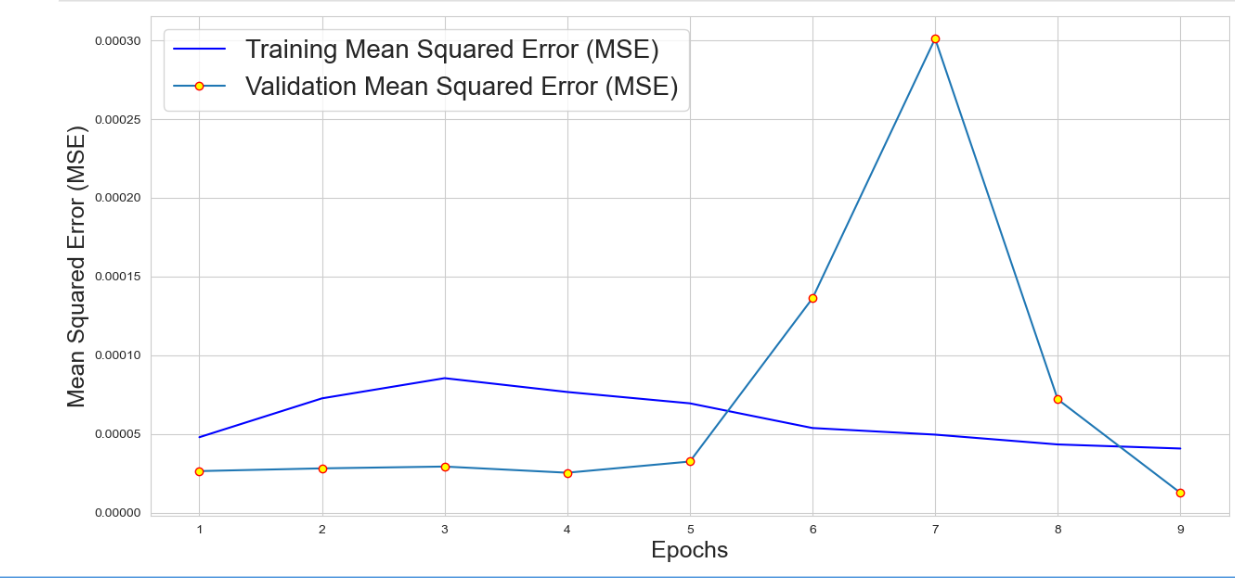 Training Mean Squared Error (MSE)
Validation Mean Squared Error (MSE)
Mean Squared Error (MSE)
0.00030
0.00025
0.00020
0.00015
0.00010
0.00005
0.00000
1 2 3 4 5 6 7 8 9
Epochs